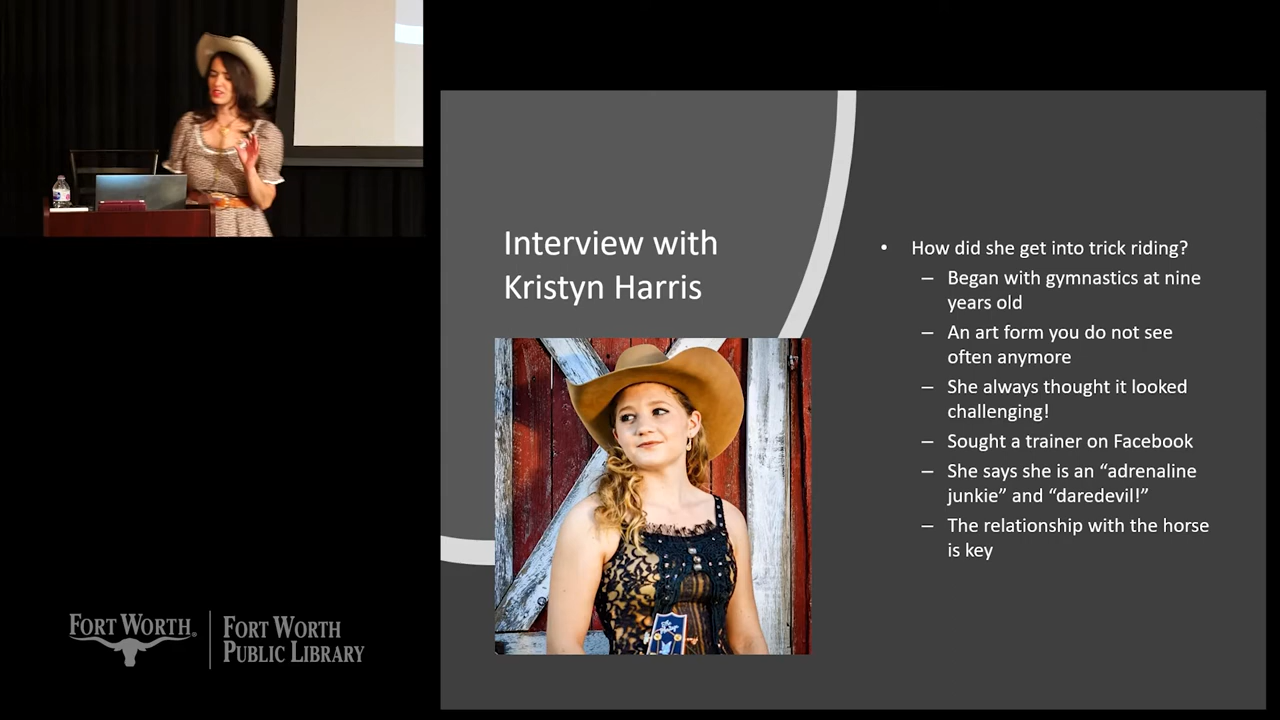 Interview with
Kristyn Harris
• How did she get into trick riding?
– Began with gymnastics at nine
years old
– An art form you do not see
often anymore
– She always thought it looked
challenging!
– Sought a trainer on Facebook
– She says she is an “adrenaline
junkie” and “daredevil!”
– The relationship with the horse
is key
FORT WORTH®
FORT WORTH
PUBLIC LIBRARY